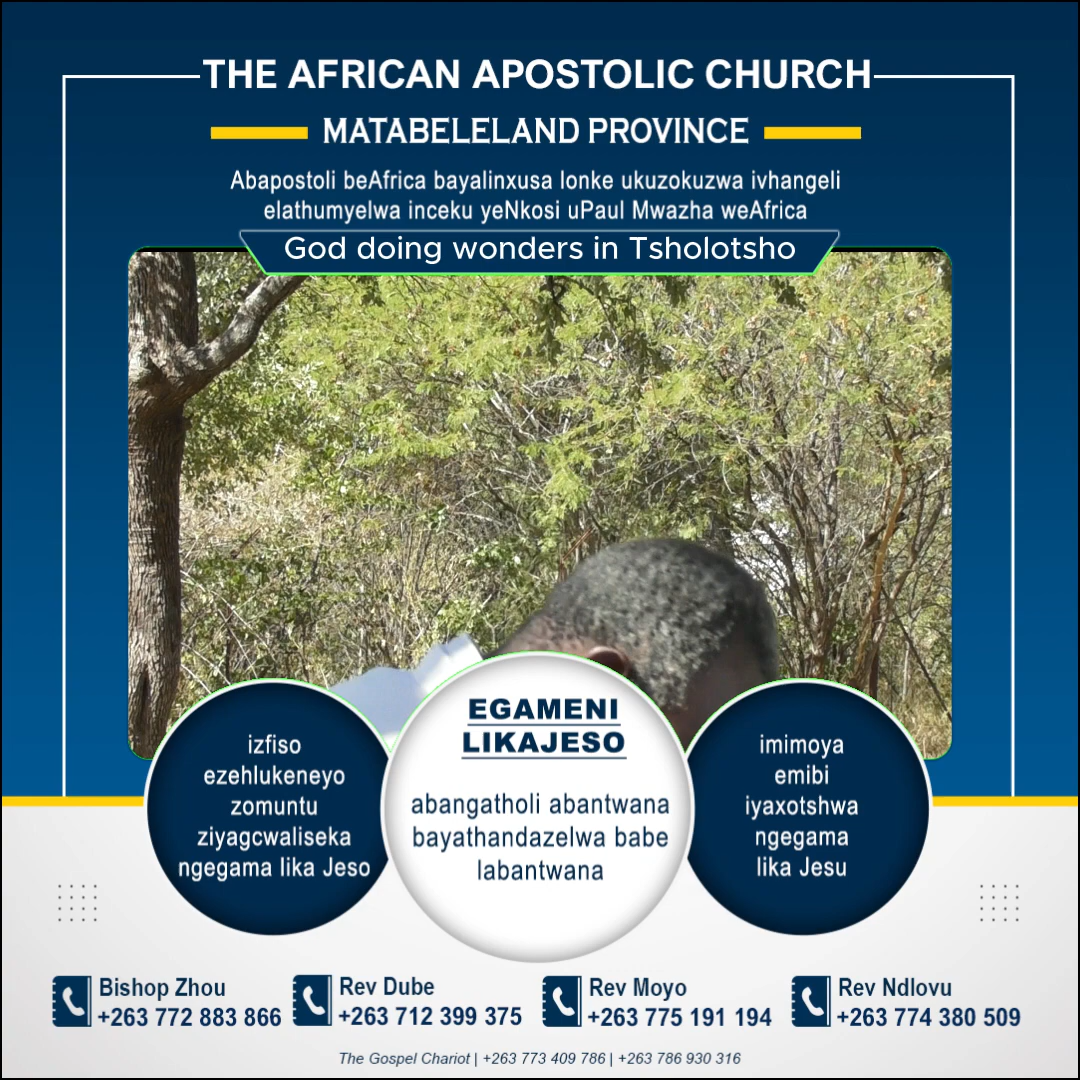 THE AFRICAN APOSTOLIC CHURCH
MATABELELAND PROVINCE
Abapostoli beAfrica bayalinxusa lonke ukuzokuzwa ivhangeli
elathumyelwa inceku yeNkosi uPaul Mwazha weAfrica
God doing wonders in Tsholotsho
izfiso
ezehlukeneyo
zomuntu
ziyagcwaliseka
ngegama lika Jeso
EGAMENI
LIKAJESO
abangatholi abantwana
bayathandazelwa babe
labantwana
imimoya
emibi
iyaxotshwa
ngegama
lika Jesu
Bishop Zhou
+263 772 883 866
Rev Dube
+263 712 399 375
Rev Moyo
+263 775 191 194
Rev Ndlovu
+263 774 380 509
The Gospel Chariot | +263 773 409 786 | +263 786 930 316